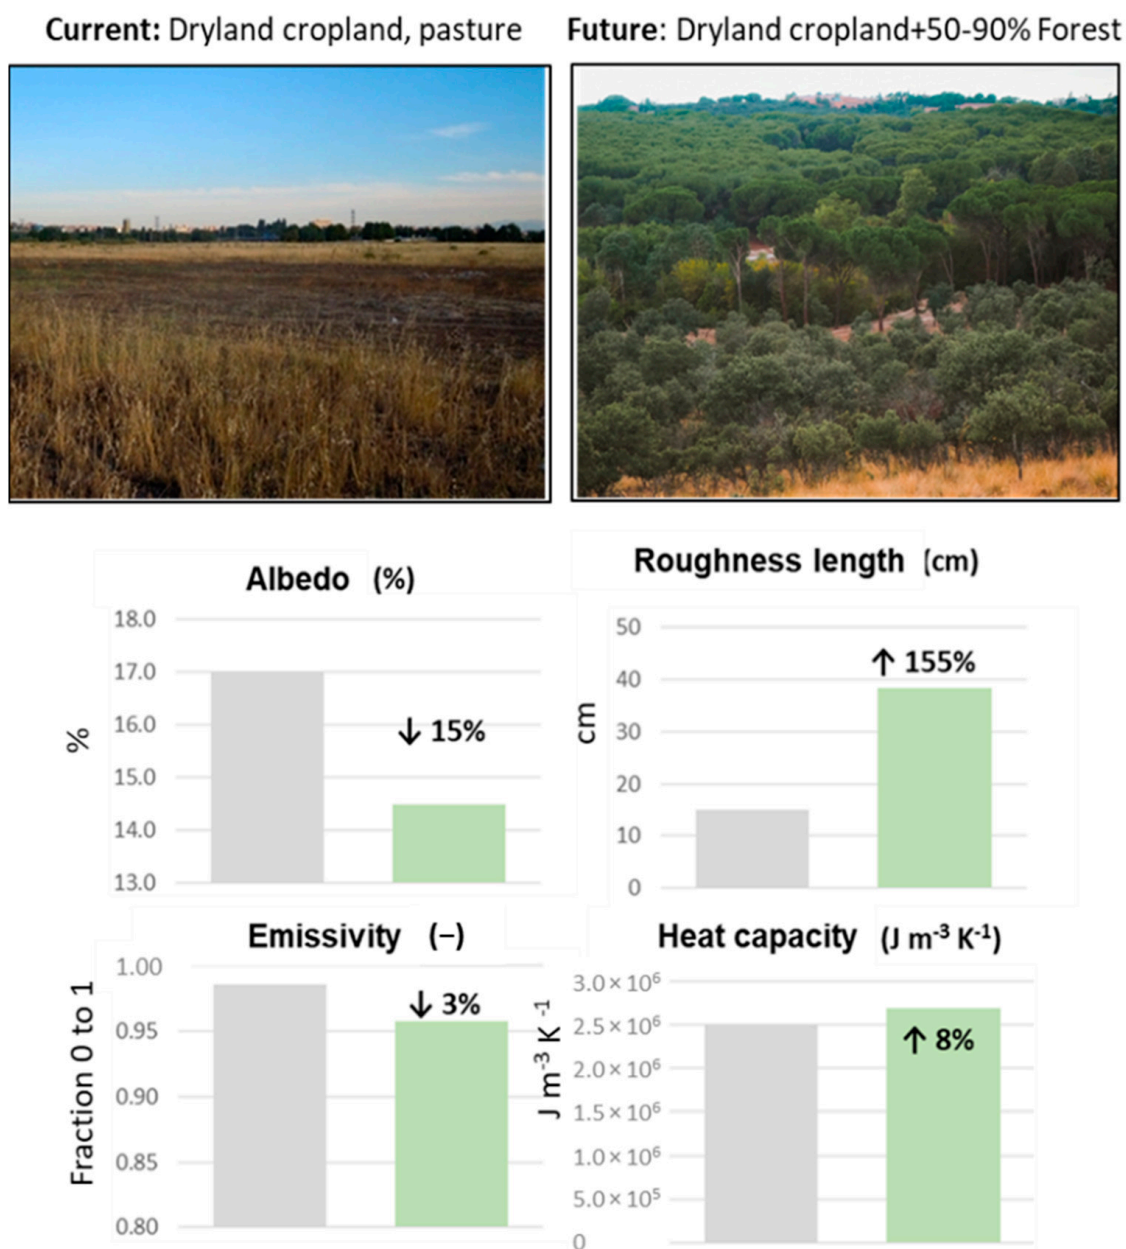 Current: Dryland cropland, pasture
Future: Dryland cropland+50-90% Forest
Albedo (%)
18.0
17.0
16.0
15.0
14.0
13.0
%
↓ 15%
Roughness length (cm)
50
40
30
20
10
0
cm
↑ 155%
Emissivity (–)
1.00
0.95
0.90
0.85
0.80
Fraction 0 to 1
↓ 3%
Heat capacity (J m⁻³ K⁻¹)
3.0 × 10⁶
2.5 × 10⁶
2.0 × 10⁶
1.5 × 10⁶
1.0 × 10⁶
5.0 × 10⁵
0
J m⁻³ K⁻¹
↑ 8%